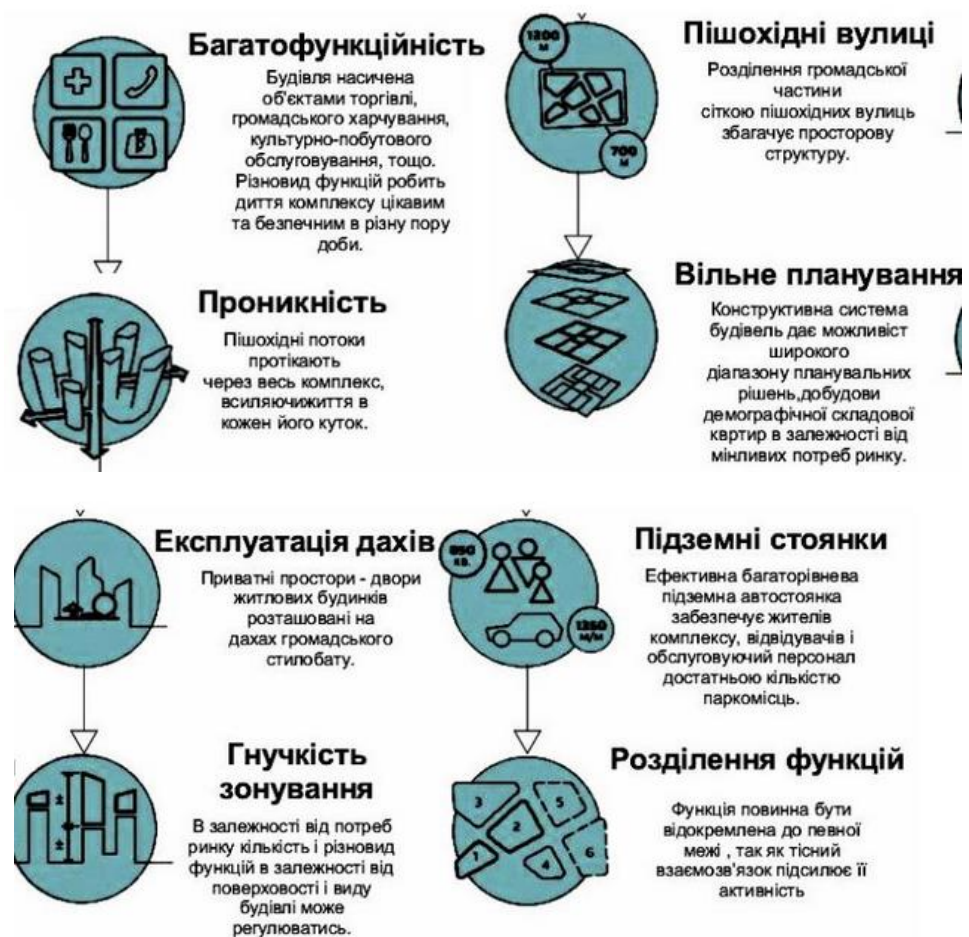 Багатофункційність
Будівля насичена
об'єктами торгівлі,
громадського харчування,
культурно-побутового
обслуговування, тощо.
Різновид функцій робить
диття комплексу цікавим
та безпечним в різну пору
доби.
Проникність
Пішохідні потоки
протікають
через весь комплекс,
всиляючижиття в
кожен його куток.
1200
М
700
М
Пішохідні вулиці
Розділення громадської
частини
сіткою пішохідних вулиць
збагачує просторову
структуру.
Вільне планування
Конструктивна система
будівель дає можливіст
широкого
діапазону планувальних
рішень,добудови
демографічної складової
квртир в залежності від
мінливих потреб ринку.
Експлуатація дахів
Приватні простори - двори
житлових будинків
розташовані на
дахах громадського
стилобату.
±
±
Гнучкість
зонування
В залежності від потреб
ринку кількість і різновид
функцій в залежності від
поверховості і виду
будівлі може
регулюватись.
850
кв.
1350
м/м
Підземні стоянки
Ефективна багаторівнева
підземна автостоянка
забезпечує жителів
комплексу, відвідувачів і
обслуговуючий персонал
достатньою кількістю
паркомісць.
3
5
2
1
4
6
Розділення функцій
Функція повинна бути
відокремлена до певної
межі , так як тісний
взаємозв'язок підсилює її
активність